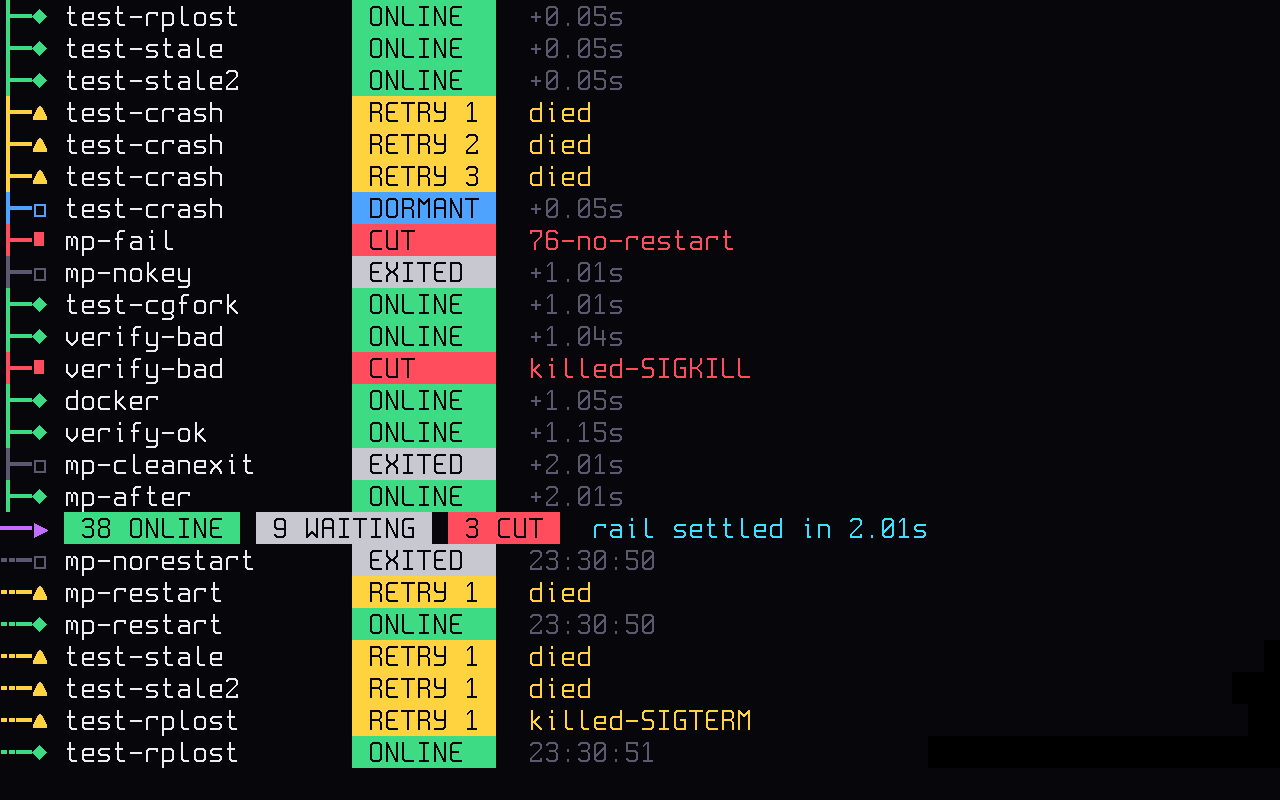 test-rplost ONLINE +0.05s
test-stale ONLINE +0.05s
test-stale2 ONLINE +0.05s
test-crash RETRY 1 died
test-crash RETRY 2 died
test-crash RETRY 3 died
test-crash DORMANT +0.05s
mp-fail CUT 76-no-restart
mp-nokey EXITED +1.01s
test-cgfork ONLINE +1.01s
verify-bad ONLINE +1.04s
verify-bad CUT killed-SIGKILL
docker ONLINE +1.05s
verify-ok ONLINE +1.15s
mp-cleanexit EXITED +2.01s
mp-after ONLINE +2.01s
38 ONLINE 9 WAITING 3 CUT rail settled in 2.01s
mp-norestart EXITED 23:30:50
mp-restart RETRY 1 died
mp-restart ONLINE 23:30:50
test-stale RETRY 1 died
test-stale2 RETRY 1 died
test-rplost RETRY 1 killed-SIGTERM
test-rplost ONLINE 23:30:51